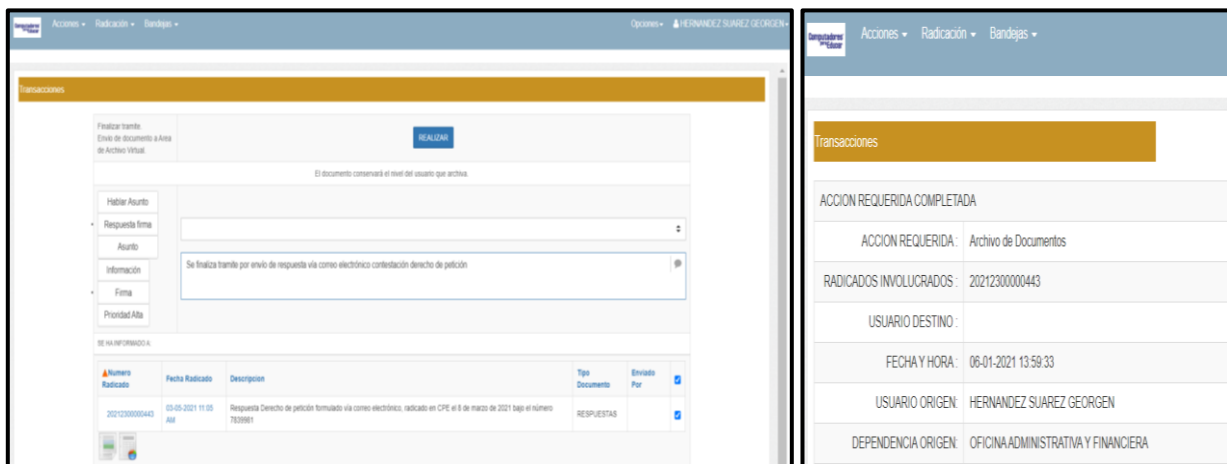 Computadores
Educar
Acciones
Radicación
Bandejas
Opciones
HERNANDEZ SUAREZ GEORGEN
Transacciones
Finalizar tramite.
Envio de documento a Area
de Archivo Virtual.
REALIZAR
El documento conservará el nivel del usuario que archiva.
Hablar Asunto
Respuesta firma
Asunto
Información
Firma
Prioridad Alta
Se finaliza tramite por envio de respuesta vía correo electrónico contestación derecho de petición
SE HA INFORMADO A:
Numero
Radicado
Fecha Radicado
Descripcion
Tipo
Documento
Enviado
Por
20212300000443
03-05-2021 11:05
AM
Respuesta Derecho de petición formulado vía correo electrónico, radicado en CPE el 8 de marzo de 2021 bajo el número
7839981
RESPUESTAS
Computadores
Educar
Acciones
Radicación
Bandejas
Transacciones
ACCION REQUERIDA COMPLETADA
ACCION REQUERIDA : Archivo de Documentos
RADICADOS INVOLUCRADOS : 20212300000443
USUARIO DESTINO :
FECHA Y HORA : 06-01-2021 13:59:33
USUARIO ORIGEN: HERNANDEZ SUAREZ GEORGEN
DEPENDENCIA ORIGEN: OFICINA ADMINISTRATIVA Y FINANCIERA